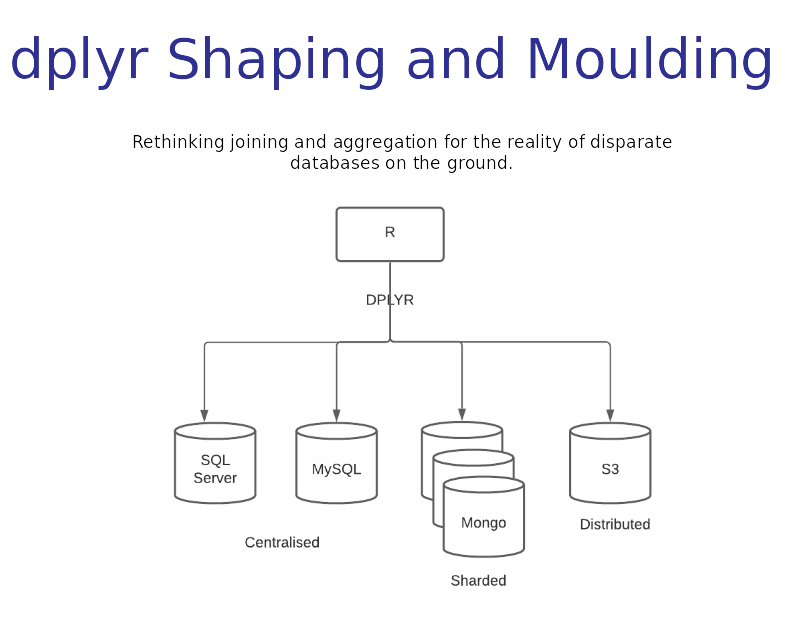 dplyr Shaping and Moulding
Rethinking joining and aggregation for the reality of disparate
databases on the ground.
R
DPLYR
SQL
Server
MySQL
Mongo
S3
Centralised
Sharded
Distributed